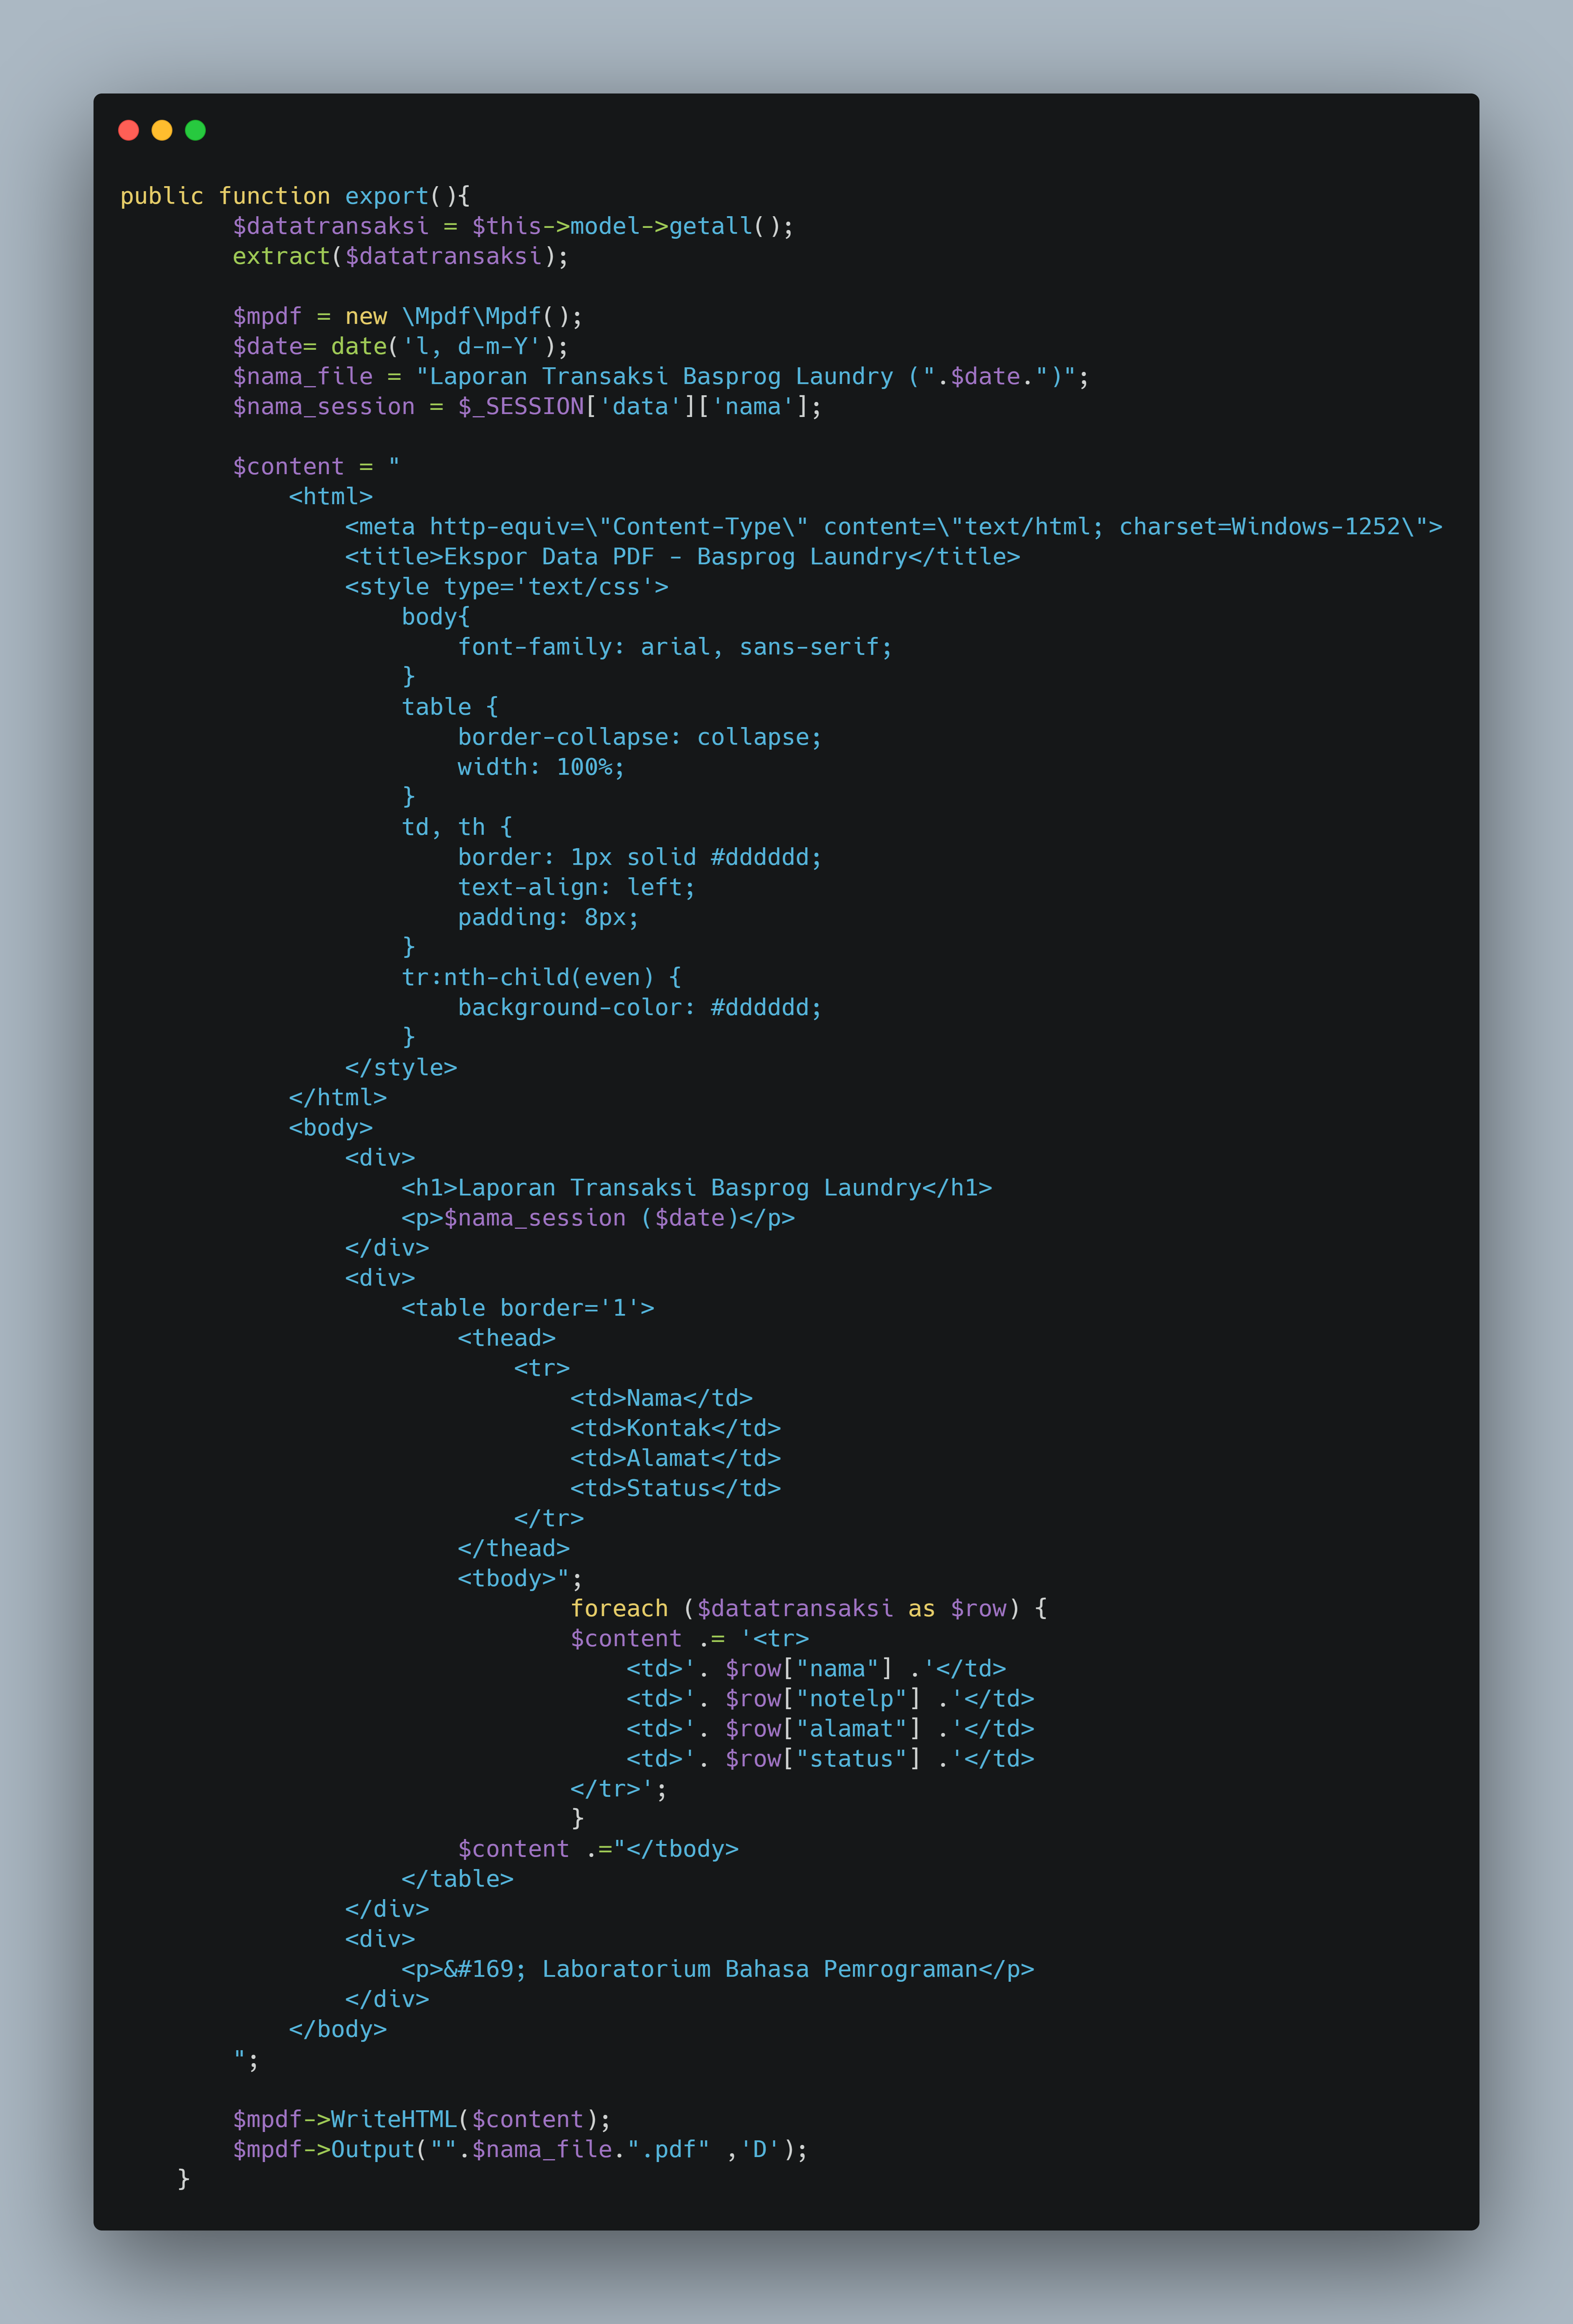 public function export(){
        $datatransaksi = $this->model->getall();
        extract($datatransaksi);

        $mpdf = new \Mpdf\Mpdf();
        $date= date('l, d-m-Y');
        $nama_file = "Laporan Transaksi Basprog Laundry (".$date.")";
        $nama_session = $_SESSION['data']['nama'];

        $content = "
            <html>
                <meta http-equiv=\"Content-Type\" content=\"text/html; charset=Windows-1252\">
                <title>Ekspor Data PDF - Basprog Laundry</title>
                <style type='text/css'>
                    body{
                        font-family: arial, sans-serif;
                    }
                    table {
                        border-collapse: collapse;
                        width: 100%;
                    }
                    td, th {
                        border: 1px solid #dddddd;
                        text-align: left;
                        padding: 8px;
                    }
                    tr:nth-child(even) {
                        background-color: #dddddd;
                    }
                </style>
            </html>
            <body>
                <div>
                    <h1>Laporan Transaksi Basprog Laundry</h1>
                    <p>$nama_session ($date)</p>
                </div>
                <div>
                    <table border='1'>
                        <thead>
                            <tr>
                                <td>Nama</td>
                                <td>Kontak</td>
                                <td>Alamat</td>
                                <td>Status</td>
                            </tr>
                        </thead>
                        <tbody>";
                                foreach ($datatransaksi as $row) {
                                $content .= '<tr>
                                    <td>'. $row["nama"] .'</td>
                                    <td>'. $row["notelp"] .'</td>
                                    <td>'. $row["alamat"] .'</td>
                                    <td>'. $row["status"] .'</td>
                                </tr>';
                                }
                        $content .="</tbody>
                    </table>
                </div>
                <div>
                    <p>&#169; Laboratorium Bahasa Pemrograman</p>
                </div>
            </body>
        ";

        $mpdf->WriteHTML($content);
        $mpdf->Output("".$nama_file.".pdf" ,'D');
    }